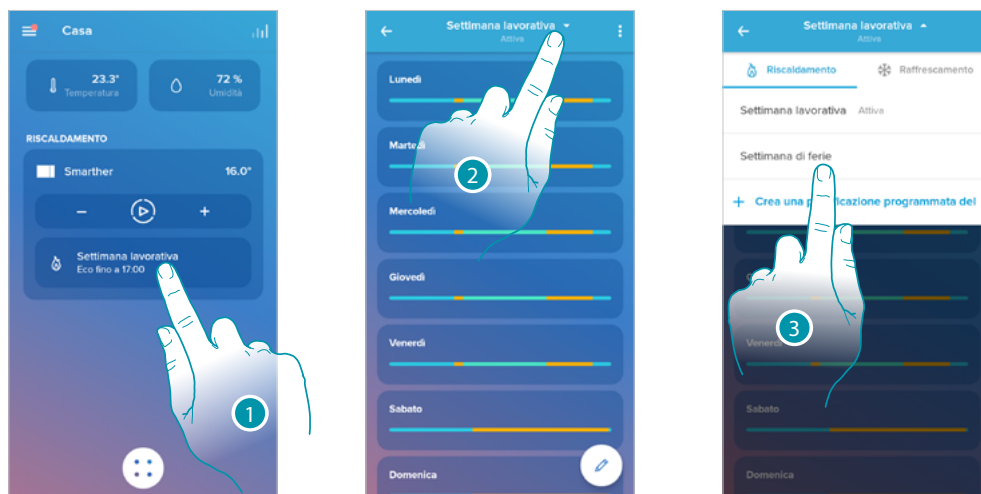 Casa
23.3°
Temperatura
72 %
Umidità
RISCALDAMENTO
Smarther
16.0°
−
+
Settimana lavorativa
Eco fino a 17:00
1
Settimana lavorativa
Attiva
Lunedì
Martedì
Mercoledì
Giovedì
Venerdì
Sabato
Domenica
2
Settimana lavorativa
Attiva
Riscaldamento
Raffrescamento
Settimana lavorativa Attiva
Settimana di ferie
+ Crea una pianificazione programmata del
Venerdì
Sabato
Domenica
3